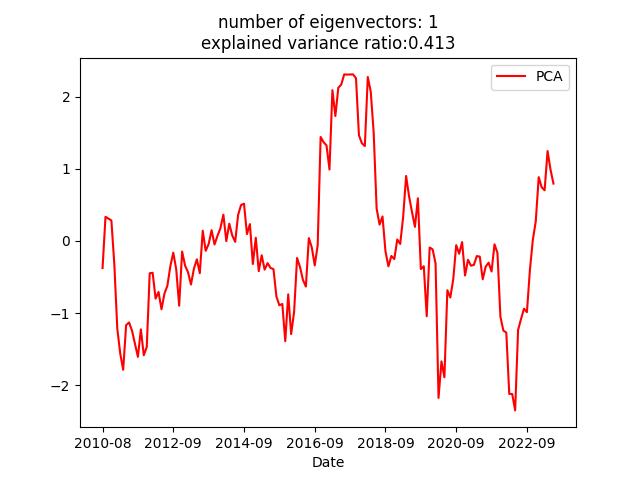 number of eigenvectors: 1
explained variance ratio:0.413
PCA
2
1
0
−1
−2
2010-08 2012-09 2014-09 2016-09 2018-09 2020-09 2022-09
Date